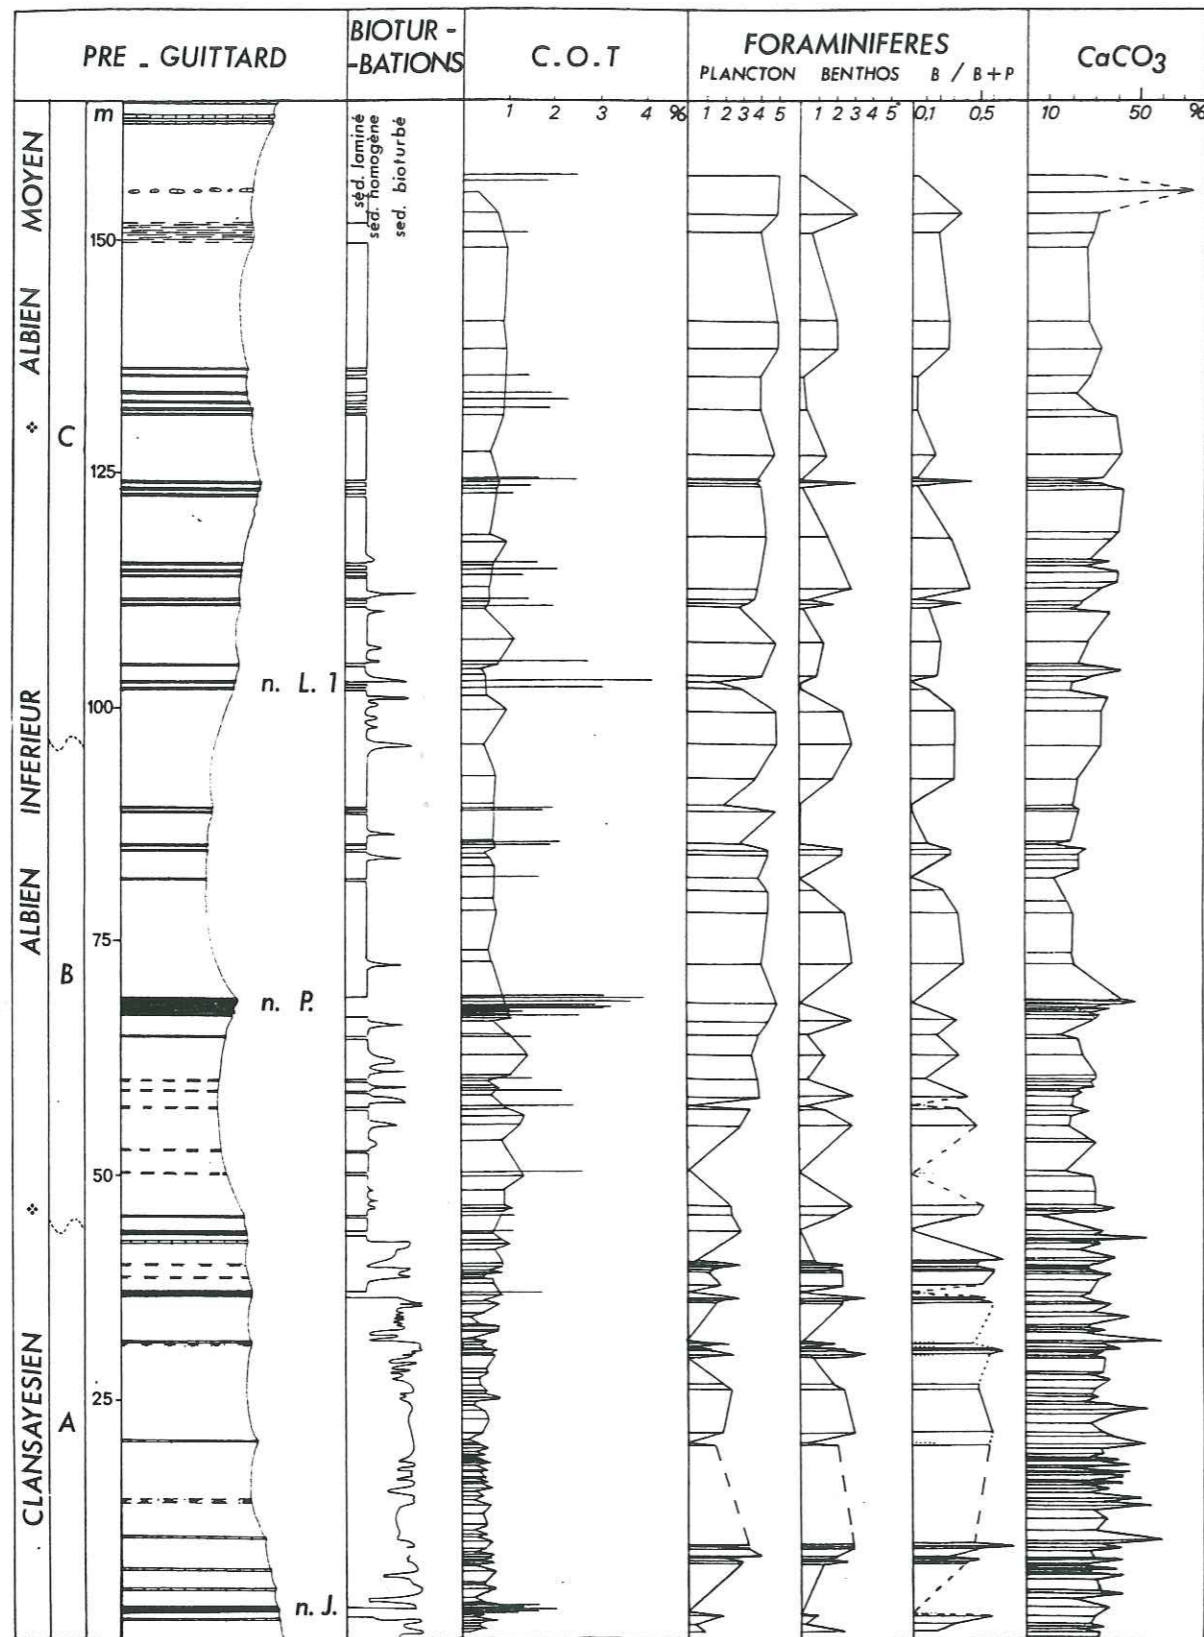 PRE _ GUITTARD
BIOTUR -
-BATIONS
C.O.T
FORAMINIFERES
PLANCTON BENTHOS B / B+P
CaCO3
m
séd. laminé
séd. homogène
sed. bioturbé
1 2 3 4 %
1 2 3 4 5
1 2 3 4 5
0,1 0,5
10 50 %
ALBIEN MOYEN
ALBIEN INFERIEUR
ALBIEN INFERIEUR
CLANSAYESIEN
C
B
A
150
125
n. L. 1
100
75
n. P.
50
25
n. J.